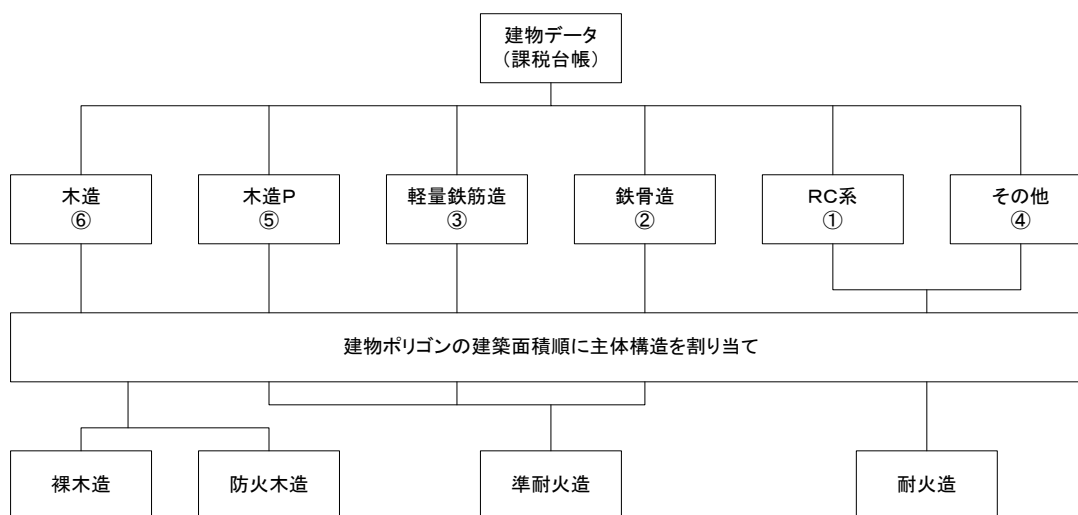 建物データ
（課税台帳）
木造
⑥
木造Ｐ
⑤
軽量鉄筋造
③
鉄骨造
②
ＲＣ系
①
その他
④
建物ポリゴンの建築面積順に主体構造を割り当て
裸木造
防火木造
準耐火造
耐火造